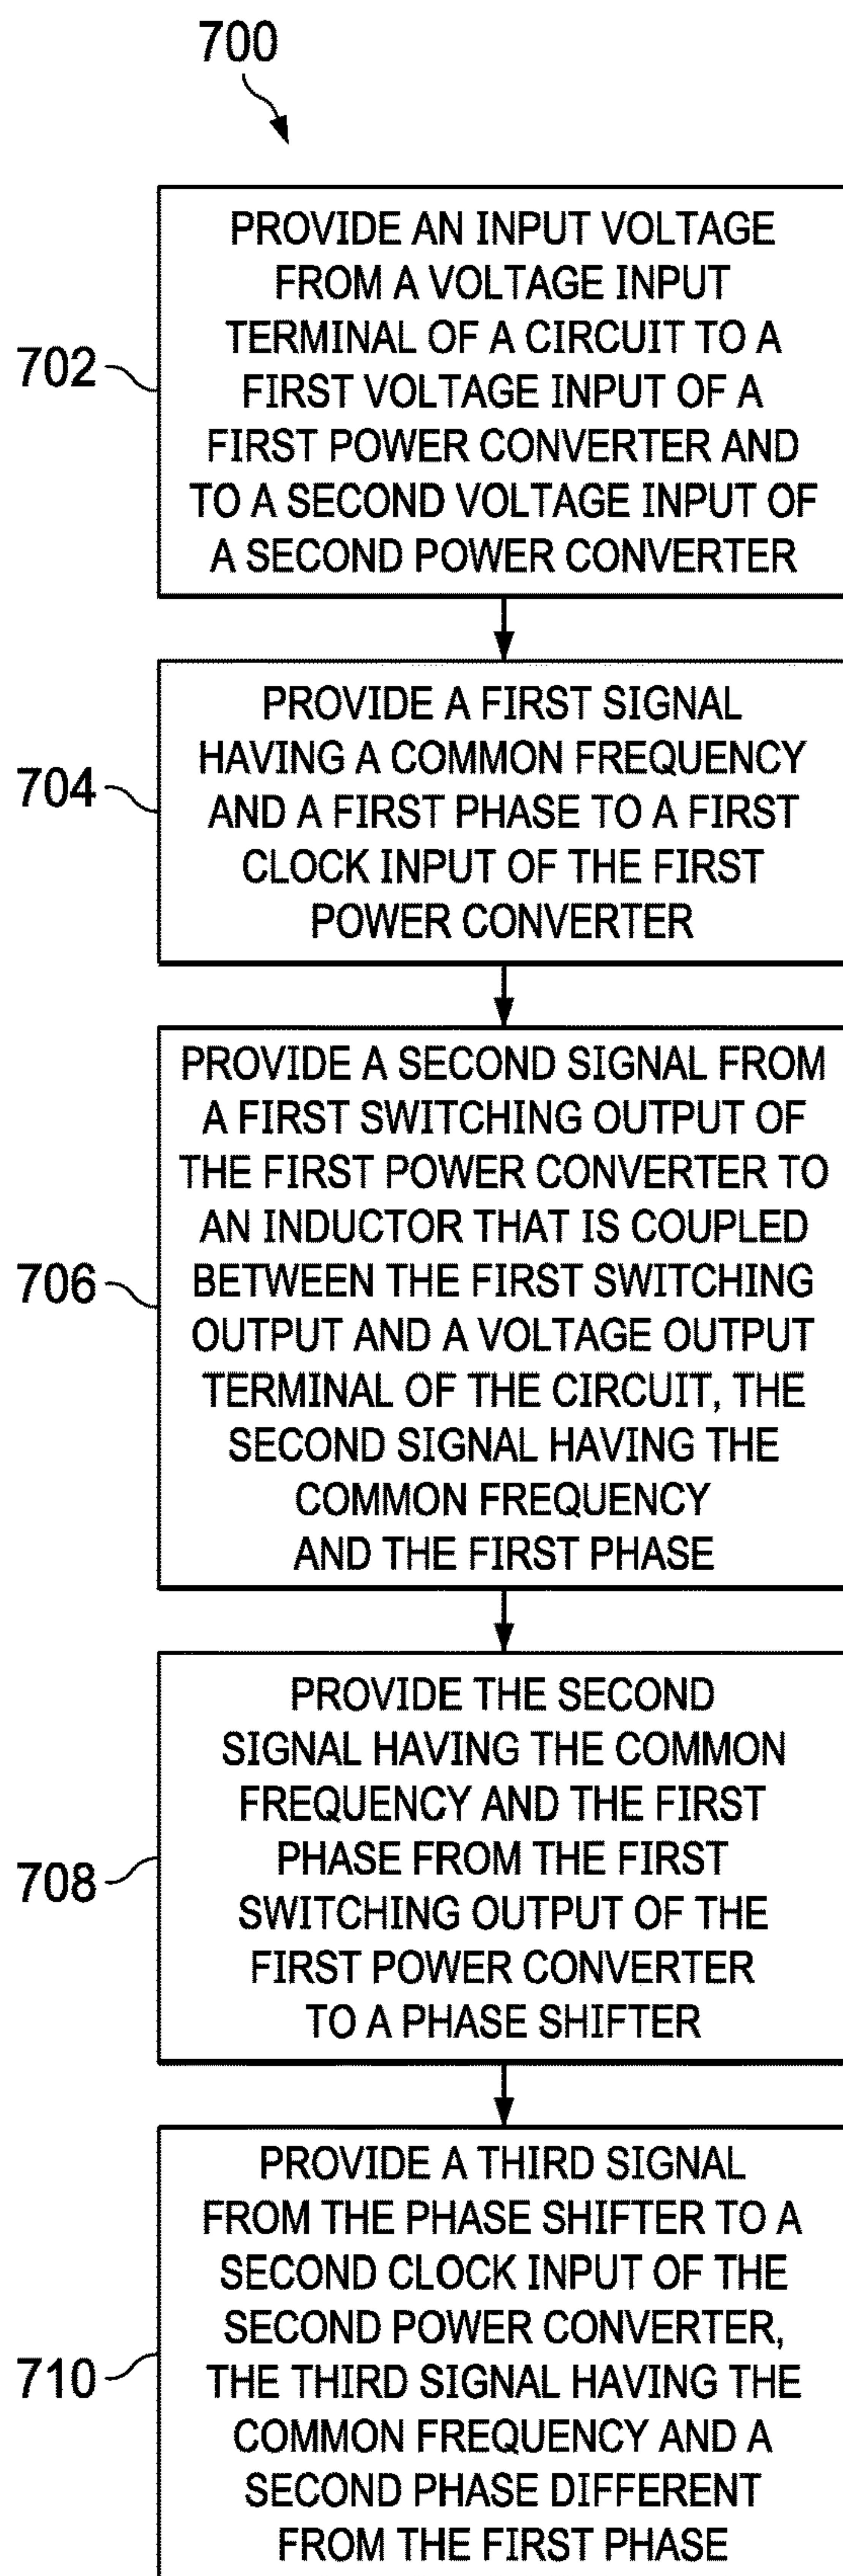 700
702
PROVIDE AN INPUT VOLTAGE
FROM A VOLTAGE INPUT
TERMINAL OF A CIRCUIT TO A
FIRST VOLTAGE INPUT OF A
FIRST POWER CONVERTER AND
TO A SECOND VOLTAGE INPUT OF
A SECOND POWER CONVERTER
704
PROVIDE A FIRST SIGNAL
HAVING A COMMON FREQUENCY
AND A FIRST PHASE TO A FIRST
CLOCK INPUT OF THE FIRST
POWER CONVERTER
706
PROVIDE A SECOND SIGNAL FROM
A FIRST SWITCHING OUTPUT OF
THE FIRST POWER CONVERTER TO
AN INDUCTOR THAT IS COUPLED
BETWEEN THE FIRST SWITCHING
OUTPUT AND A VOLTAGE OUTPUT
TERMINAL OF THE CIRCUIT, THE
SECOND SIGNAL HAVING THE
COMMON FREQUENCY
AND THE FIRST PHASE
708
PROVIDE THE SECOND
SIGNAL HAVING THE COMMON
FREQUENCY AND THE FIRST
PHASE FROM THE FIRST
SWITCHING OUTPUT OF THE
FIRST POWER CONVERTER
TO A PHASE SHIFTER
710
PROVIDE A THIRD SIGNAL
FROM THE PHASE SHIFTER TO A
SECOND CLOCK INPUT OF THE
SECOND POWER CONVERTER,
THE THIRD SIGNAL HAVING THE
COMMON FREQUENCY AND A
SECOND PHASE DIFFERENT
FROM THE FIRST PHASE